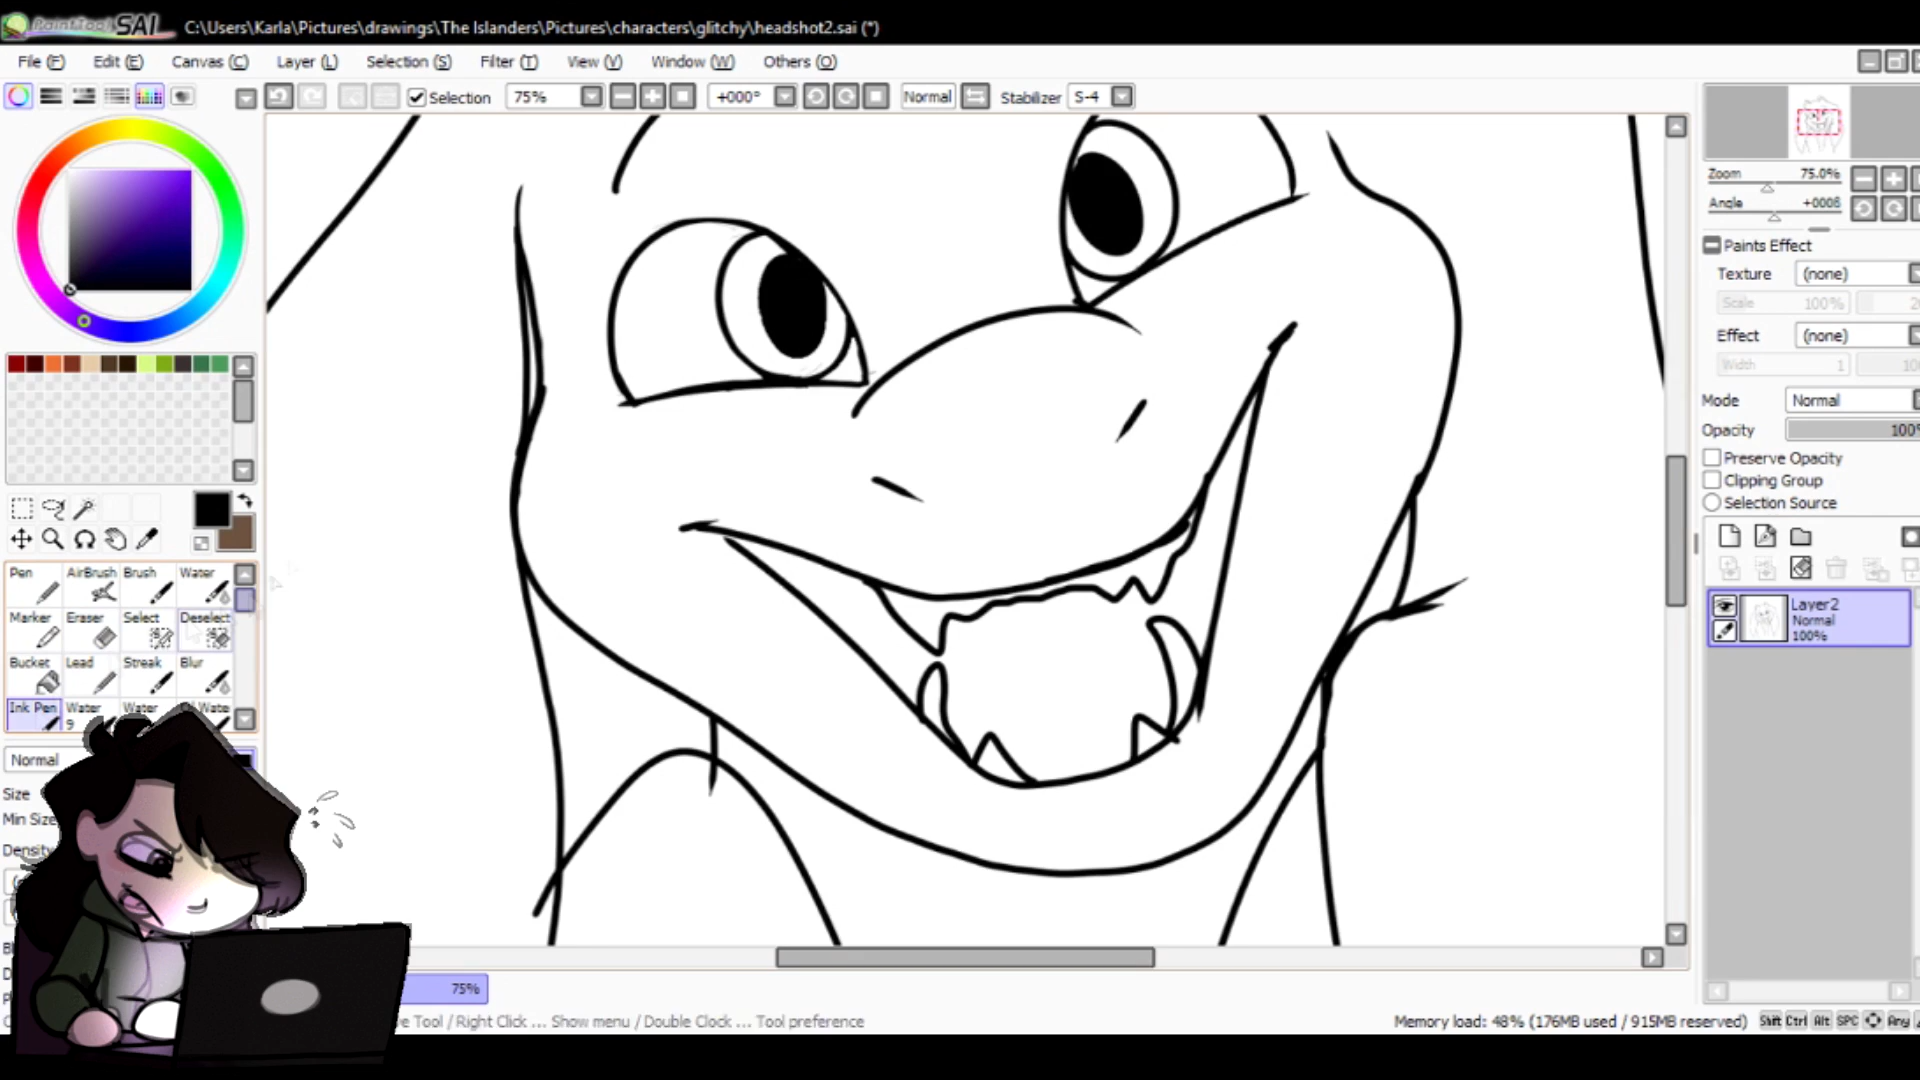 PaintTool SAI C:\Users\Karla\Pictures\drawings\The Islanders\Pictures\characters\glitchy\headshot2.sai (*)
File (F) Edit (E) Canvas (C) Layer (L) Selection (S) Filter (T) View (V) Window (W) Others (O)
Selection 75% +000° Normal Stabilizer S-4
Zoom 75.0%
Angle +000
Paints Effect
Texture (none)
Scale 100%
Effect (none)
Width 1
Mode Normal
Opacity 100%
Preserve Opacity
Clipping Group
Selection Source
Pen AirBrush Brush Water
Marker Eraser Select Deselect
Bucket Lead Streak Blur
Ink Pen Water Water Wate
9
Layer2
Normal
100%
Normal
Size
Min Size
Density
75%
Tool / Right Click ... Show menu / Double Clock ... Tool preference
Memory load: 48% (176MB used / 915MB reserved) Shift Ctrl Alt SPC Any